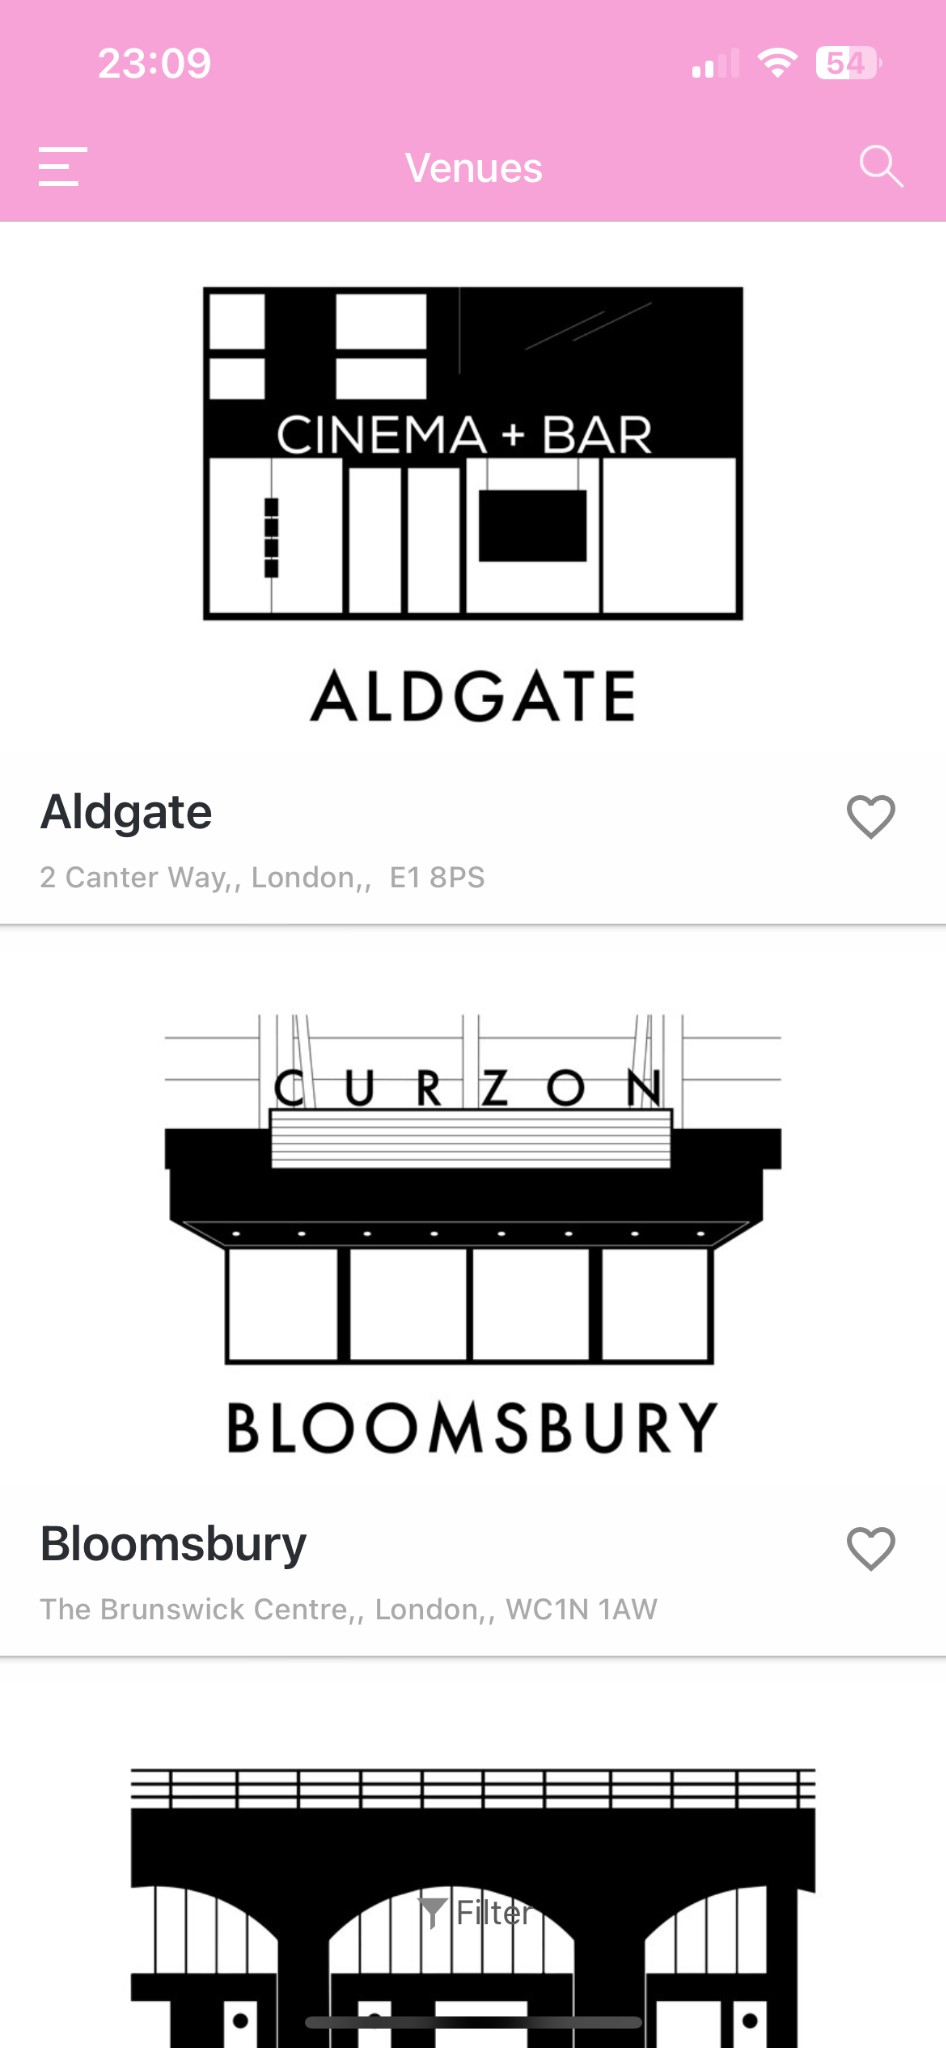 23:09
54
Venues
CINEMA + BAR
ALDGATE
Aldgate
2 Canter Way,, London,,  E1 8PS
CURZON
BLOOMSBURY
Bloomsbury
The Brunswick Centre,, London,, WC1N 1AW
Filter